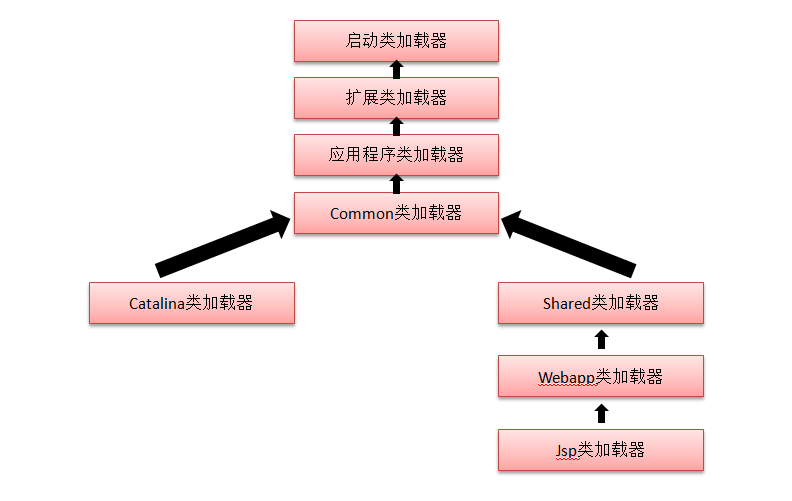 启动类加载器
扩展类加载器
应用程序类加载器
Common类加载器
Catalina类加载器
Shared类加载器
Webapp类加载器
Jsp类加载器